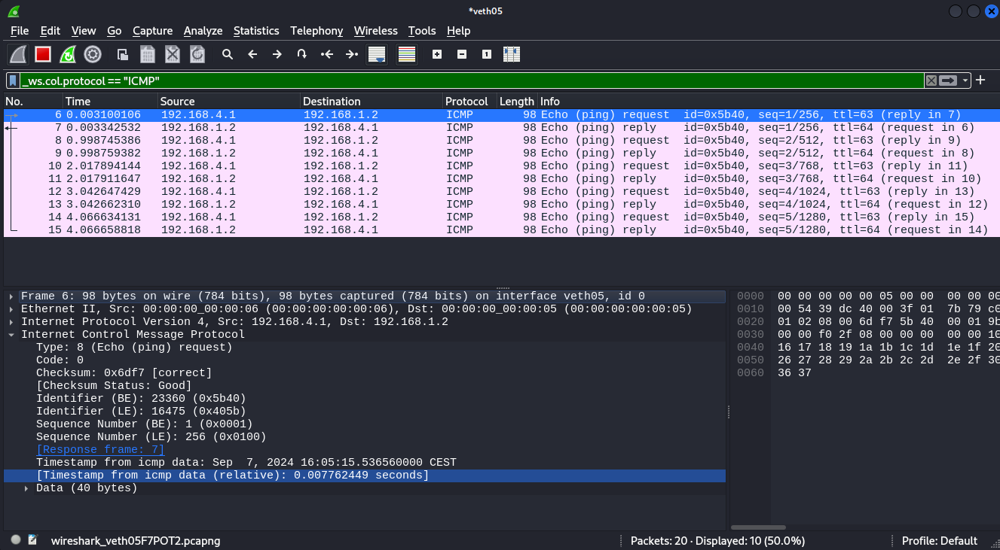 *veth05
File Edit View Go Capture Analyze Statistics Telephony Wireless Tools Help
_ws.col.protocol == "ICMP"
No. Time Source Destination Protocol Length Info
6 0.003100106 192.168.4.1 192.168.1.2 ICMP 98 Echo (ping) request id=0x5b40, seq=1/256, ttl=63 (reply in 7)
7 0.003342532 192.168.1.2 192.168.4.1 ICMP 98 Echo (ping) reply id=0x5b40, seq=1/256, ttl=64 (request in 6)
8 0.998745386 192.168.4.1 192.168.1.2 ICMP 98 Echo (ping) request id=0x5b40, seq=2/512, ttl=63 (reply in 9)
9 0.998759382 192.168.1.2 192.168.4.1 ICMP 98 Echo (ping) reply id=0x5b40, seq=2/512, ttl=64 (request in 8)
10 2.017894144 192.168.4.1 192.168.1.2 ICMP 98 Echo (ping) request id=0x5b40, seq=3/768, ttl=63 (reply in 11)
11 2.017911647 192.168.1.2 192.168.4.1 ICMP 98 Echo (ping) reply id=0x5b40, seq=3/768, ttl=64 (request in 10)
12 3.042647429 192.168.4.1 192.168.1.2 ICMP 98 Echo (ping) request id=0x5b40, seq=4/1024, ttl=63 (reply in 13)
13 3.042662310 192.168.1.2 192.168.4.1 ICMP 98 Echo (ping) reply id=0x5b40, seq=4/1024, ttl=64 (request in 12)
14 4.066634131 192.168.4.1 192.168.1.2 ICMP 98 Echo (ping) request id=0x5b40, seq=5/1280, ttl=63 (reply in 15)
15 4.066658818 192.168.1.2 192.168.4.1 ICMP 98 Echo (ping) reply id=0x5b40, seq=5/1280, ttl=64 (request in 14)
Frame 6: 98 bytes on wire (784 bits), 98 bytes captured (784 bits) on interface veth05, id 0
Ethernet II, Src: 00:00:00_00:00:06 (00:00:00:00:00:06), Dst: 00:00:00_00:00:05 (00:00:00:00:00:05)
Internet Protocol Version 4, Src: 192.168.4.1, Dst: 192.168.1.2
Internet Control Message Protocol
Type: 8 (Echo (ping) request)
Code: 0
Checksum: 0x6df7 [correct]
[Checksum Status: Good]
Identifier (BE): 23360 (0x5b40)
Identifier (LE): 16475 (0x405b)
Sequence Number (BE): 1 (0x0001)
Sequence Number (LE): 256 (0x0100)
[Response frame: 7]
Timestamp from icmp data: Sep 7, 2024 16:05:15.536560000 CEST
[Timestamp from icmp data (relative): 0.007762449 seconds]
Data (40 bytes)
0000 00 00 00 00 00 05 00 00 00 00 00
0010 00 54 39 dc 40 00 3f 01 7b 79 c0
0020 01 02 08 00 6d f7 5b 40 00 01 9b
0030 00 00 f0 2f 08 00 00 00 00 00 10
0040 16 17 18 19 1a 1b 1c 1d 1e 1f 20
0050 26 27 28 29 2a 2b 2c 2d 2e 2f 30
0060 36 37
wireshark_veth05F7POT2.pcapng
Packets: 20 · Displayed: 10 (50.0%)
Profile: Default